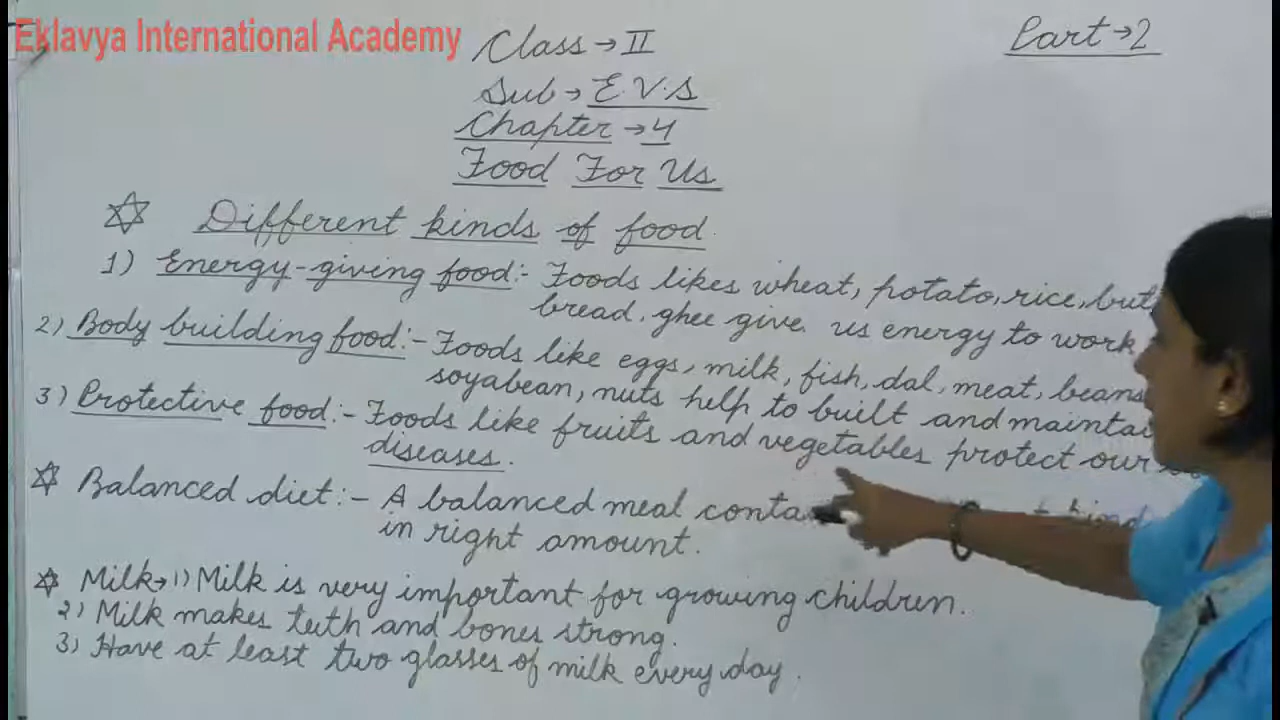 Eklavya International Academy
Class → II
Part → 2
Sub → E.V.S
Chapter → 4
Food For Us
Different kinds of food
1) Energy-giving food:- Foods likes wheat, potato, rice,
bread, ghee give us energy to work
2) Body building food:- Foods like eggs, milk, fish, dal, meat, beans
soyabean, nuts help to built and
3) Protective food:- Foods like fruits and vegetables protect our
diseases.
Balanced diet:- A balanced meal
in right amount.
Milk → 1) Milk is very important for growing children.
2) Milk makes teeth and bones strong.
3) Have at least two glasses of milk every day.